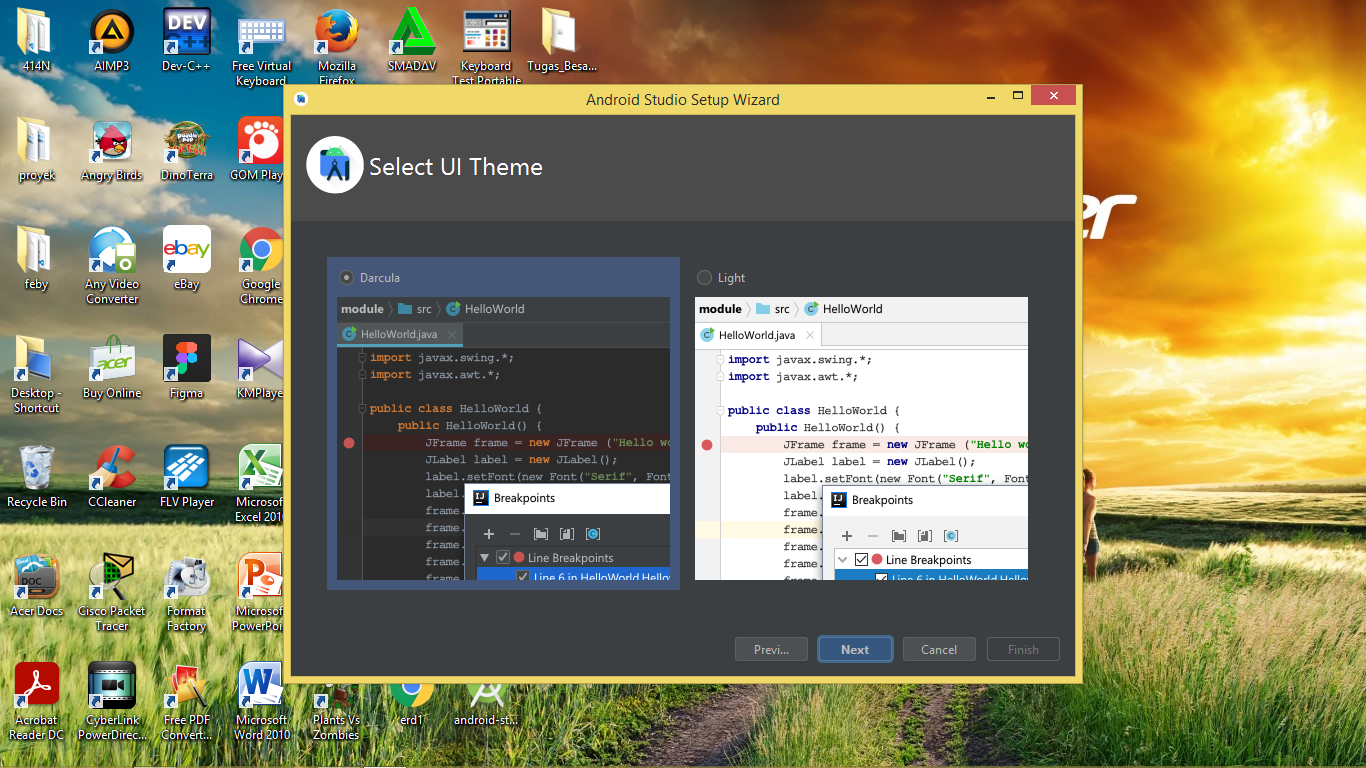 414N
AIMP3
Dev-C++
Free Virtual
Keyboard
Mozilla
Firefox
SMADΔV
Keyboard
Test Portable
Tugas_Besa...
proyek
Angry Birds
DinoTerra
GOM Play
feby
Any Video
Converter
eBay
ebay
Google
Chrome
Desktop -
Shortcut
acer
Buy Online
Figma
KMPlaye
Recycle Bin
CCleaner
FLV Player
Microsof
Excel 2010
DOC
Acer Docs
Cisco Packet
Tracer
Format
Factory
Microsof
PowerPoi
Acrobat
Reader DC
CyberLink
PowerDirec...
Free PDF
Convert...
Microsoft
Word 2010
Plants Vs
Zombies
erd1
android-st...
DEV
C++
er
Android Studio Setup Wizard
Select UI Theme
Darcula
module
src
HelloWorld
HelloWorld.java
import javax.swing.*;
import javax.awt.*;
public class HelloWorld {
public HelloWorld() {
JFrame frame = new JFrame ("Hello wo
JLabel label = new JLabel();
label.setFont(new Font("Serif", Font
label.
frame.
frame.
frame.
frame.
frame.
IJ
Breakpoints
Line Breakpoints
Line 6 in HelloWorld.Hello
Light
module
src
HelloWorld
HelloWorld.java
import javax.swing.*;
import javax.awt.*;
public class HelloWorld {
public HelloWorld() {
JFrame frame = new JFrame ("Hello wo
JLabel label = new JLabel();
label.setFont(new Font("Serif", Font
label.
frame.
frame.
frame.
frame.
frame.
IJ
Breakpoints
Line Breakpoints
Line 6 in HelloWorld.Hello
Previ...
Next
Cancel
Finish